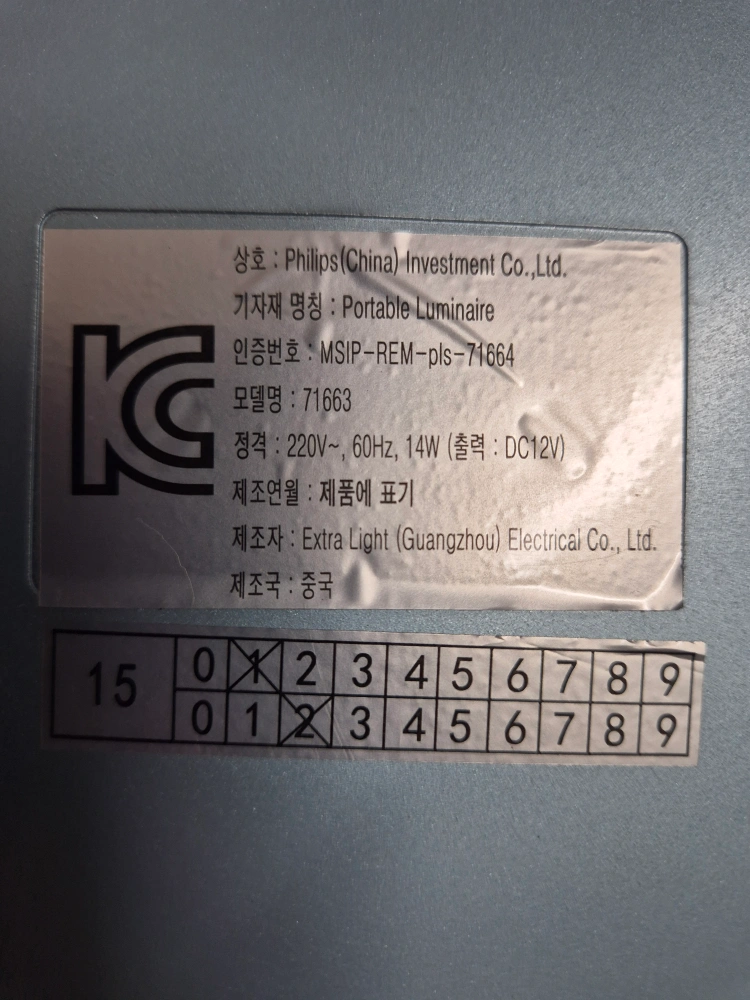 상호 : Philips(China) Investment Co.,Ltd.
기자재 명칭 : Portable Luminaire
인증번호 : MSIP-REM-pls-71664
모델명 : 71663
정격 : 220V~, 60Hz, 14W (출력 : DC12V)
제조연월 : 제품에 표기
제조자 : Extra Light (Guangzhou) Electrical Co., Ltd.
제조국 : 중국
15
0 1 2 3 4 5 6 7 8 9
0 1 2 3 4 5 6 7 8 9